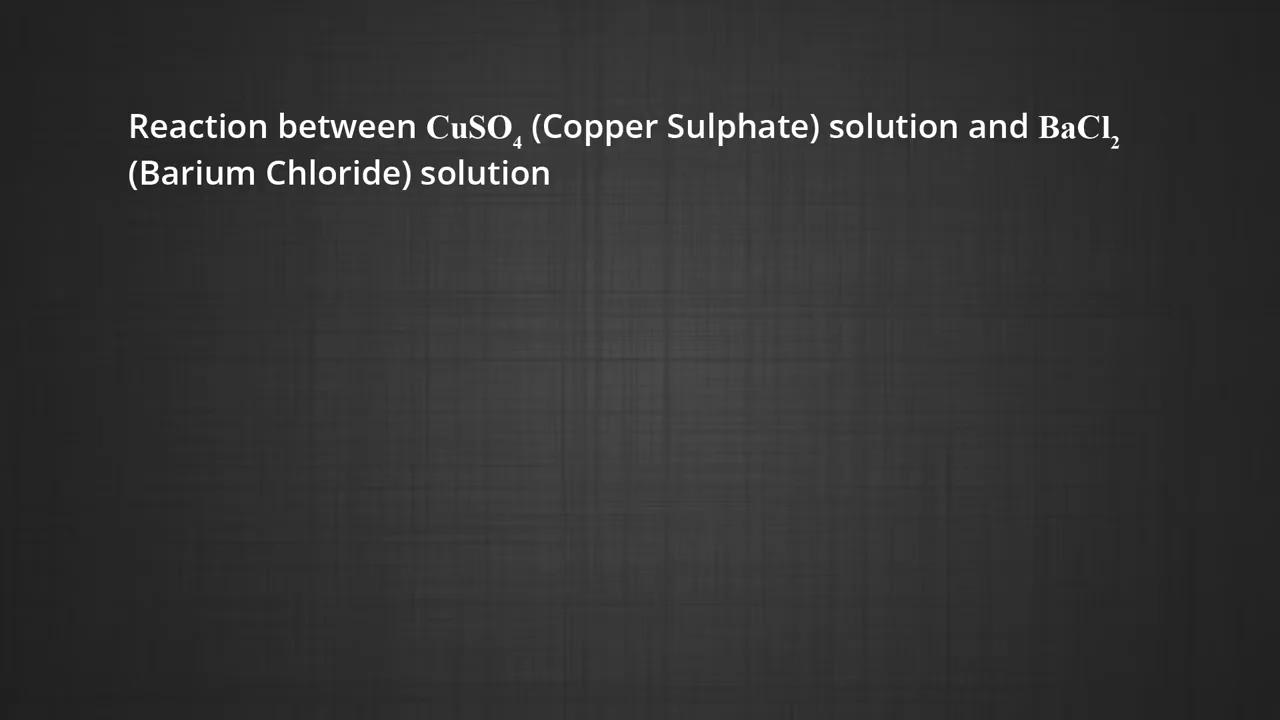 Reaction between CuSO₄ (Copper Sulphate) solution and BaCl₂
(Barium Chloride) solution